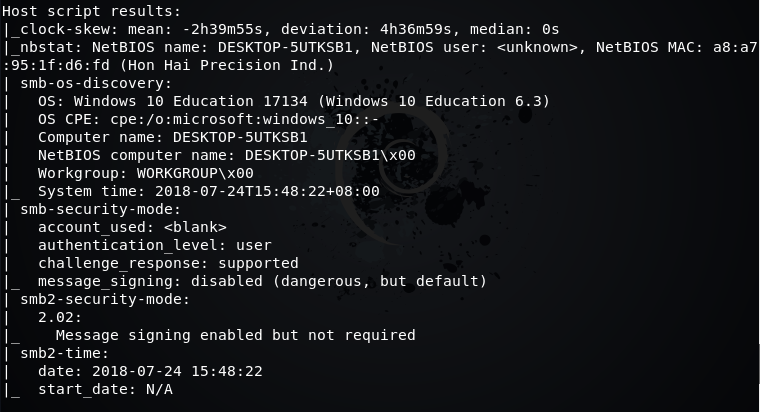 Host script results:
|_clock-skew: mean: -2h39m55s, deviation: 4h36m59s, median: 0s
|_nbstat: NetBIOS name: DESKTOP-5UTKSB1, NetBIOS user: <unknown>, NetBIOS MAC: a8:a7
:95:1f:d6:fd (Hon Hai Precision Ind.)
| smb-os-discovery:
|   OS: Windows 10 Education 17134 (Windows 10 Education 6.3)
|   OS CPE: cpe:/o:microsoft:windows_10::-
|   Computer name: DESKTOP-5UTKSB1
|   NetBIOS computer name: DESKTOP-5UTKSB1\x00
|   Workgroup: WORKGROUP\x00
|_  System time: 2018-07-24T15:48:22+08:00
| smb-security-mode:
|   account_used: <blank>
|   authentication_level: user
|   challenge_response: supported
|_  message_signing: disabled (dangerous, but default)
| smb2-security-mode:
|   2.02:
|_    Message signing enabled but not required
| smb2-time:
|   date: 2018-07-24 15:48:22
|_  start_date: N/A